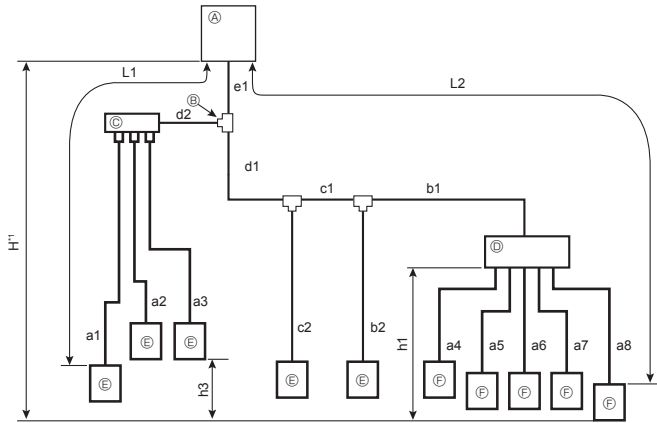 Ⓐ
L1
e1
L2
Ⓑ
Ⓒ
d2
d1
c1
b1
H*1
Ⓓ
h1
a1
a2
a3
c2
b2
a4
a5
a6
a7
a8
Ⓔ
Ⓔ
Ⓔ
h3
Ⓔ
Ⓔ
Ⓕ
Ⓕ
Ⓕ
Ⓕ
Ⓕ